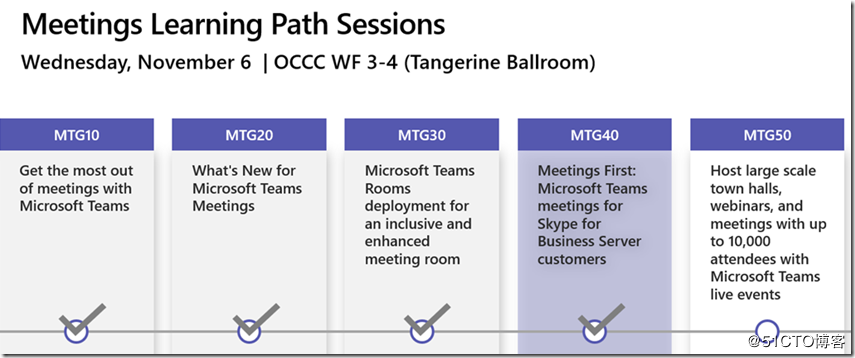 Meetings Learning Path Sessions
Wednesday, November 6 | OCCC WF 3-4 (Tangerine Ballroom)
MTG10
Get the most out
of meetings with
Microsoft Teams
MTG20
What's New for
Microsoft Teams
Meetings
MTG30
Microsoft Teams
Rooms
deployment for
an inclusive and
enhanced
meeting room
MTG40
Meetings First:
Microsoft Teams
meetings for
Skype for
Business Server
customers
MTG50
Host large scale
town halls,
webinars, and
meetings with up
to 10,000
attendees with
Microsoft Teams
live events
@51CTO博客